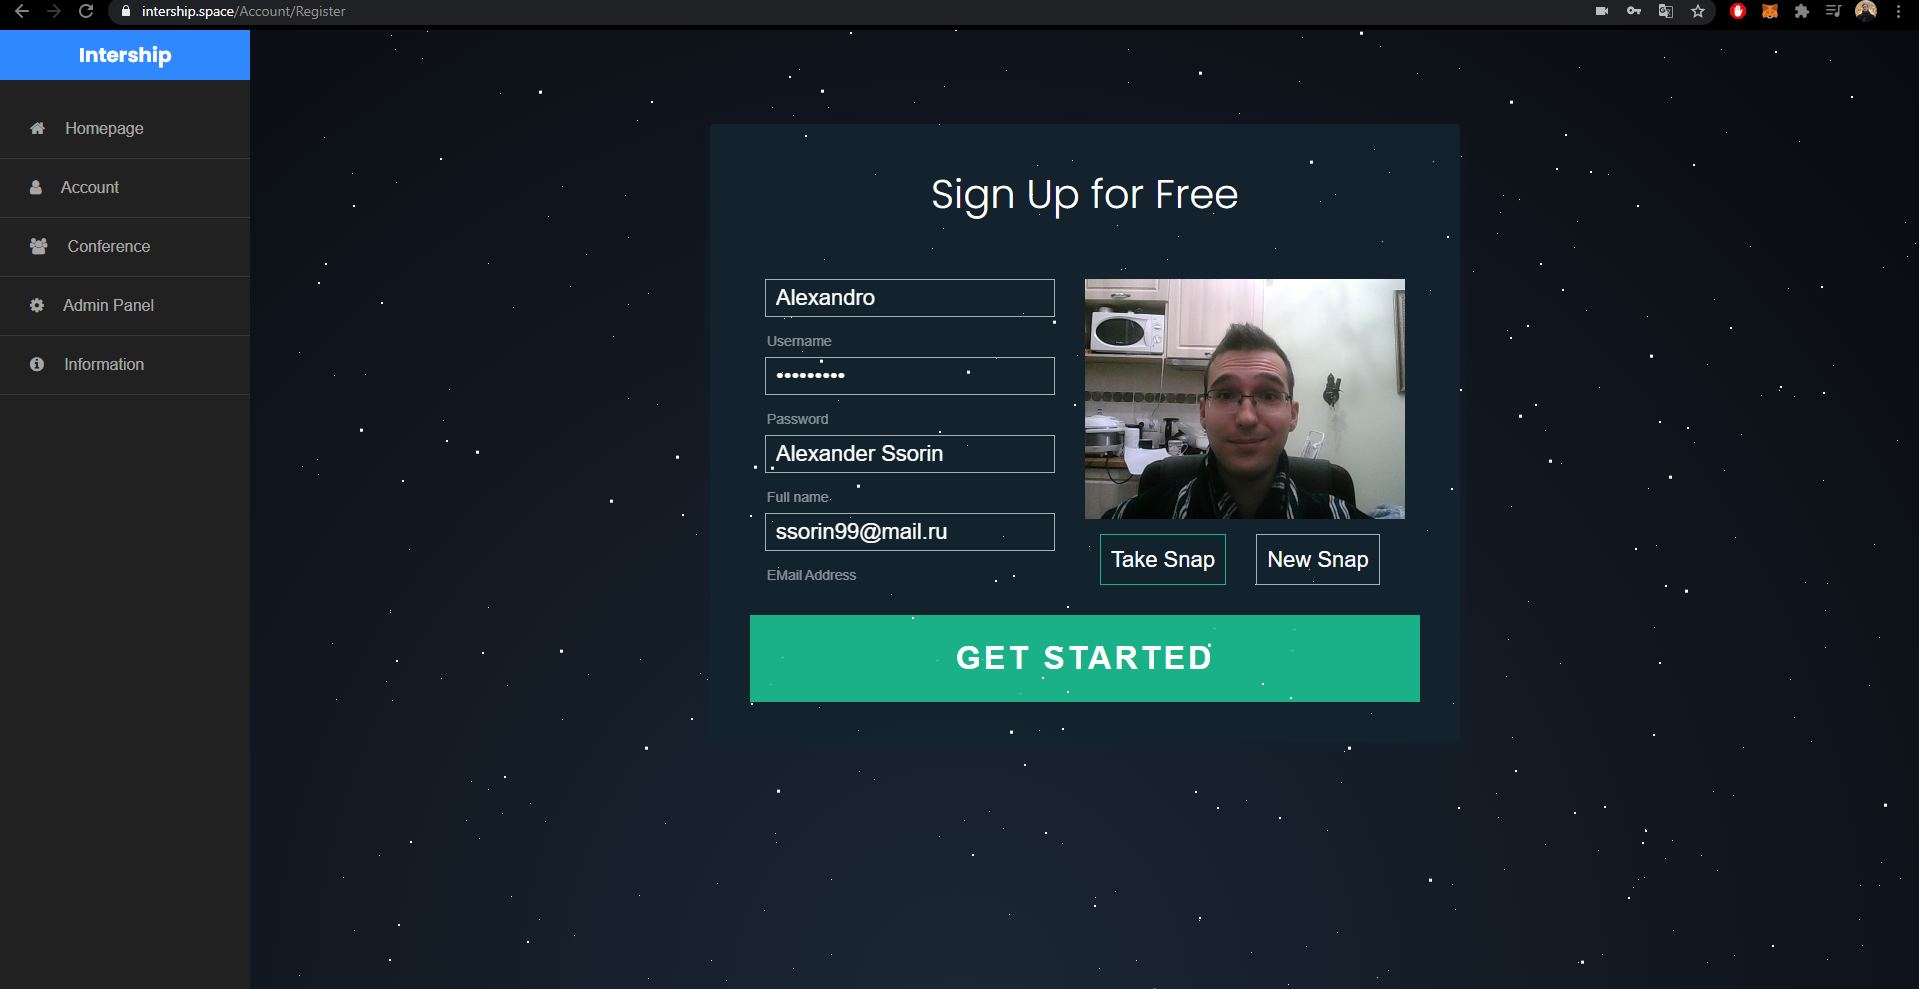 intership.space/Account/Register
Intership
Homepage
Account
Conference
Admin Panel
Information
Sign Up for Free
Alexandro
Username
•••••••••
Password
Alexander Ssorin
Full name
ssorin99@mail.ru
EMail Address
Take Snap
New Snap
GET STARTED